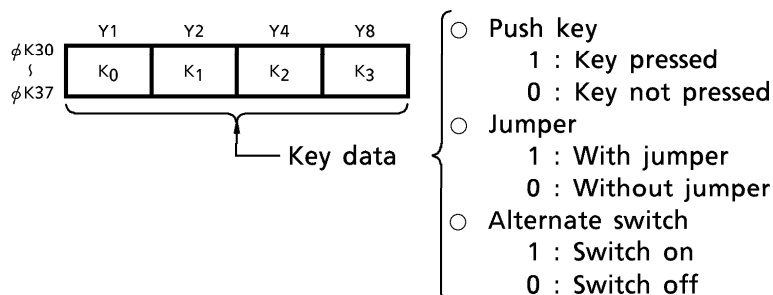 Y1 Y2 Y4 Y8
ϕK30
∫
ϕK37
K0 K1 K2 K3
Key data
○ Push key
1 : Key pressed
0 : Key not pressed
○ Jumper
1 : With jumper
0 : Without jumper
○ Alternate switch
1 : Switch on
0 : Switch off